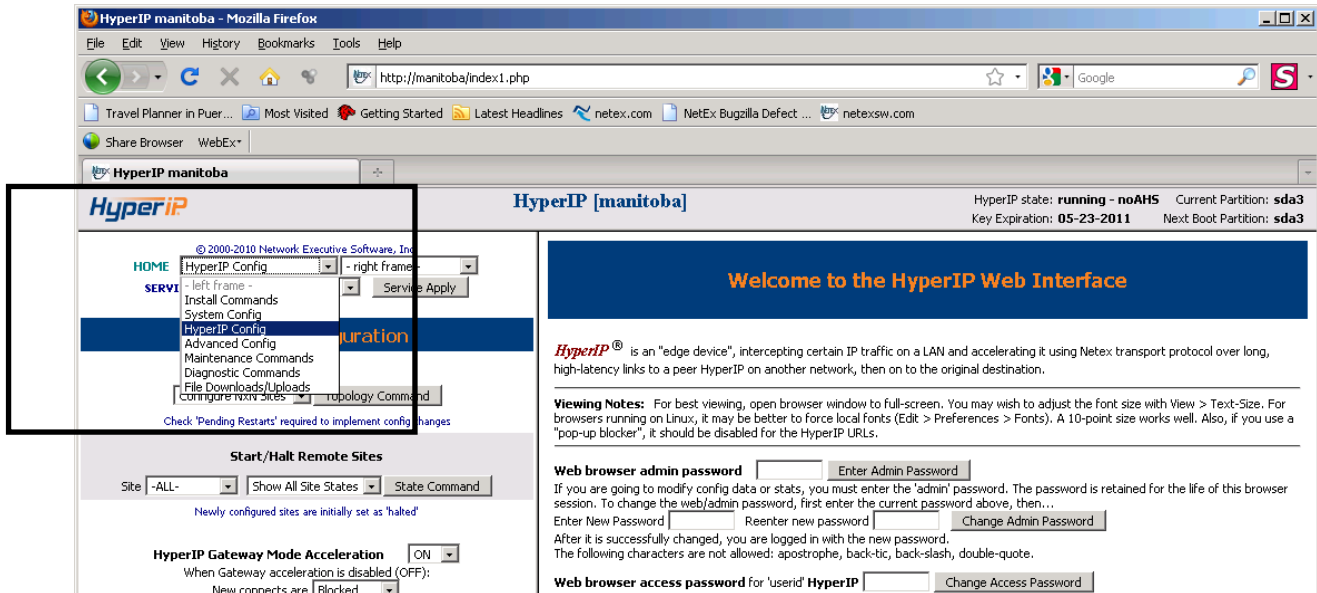 HyperIP manitoba - Mozilla Firefox
File Edit View History Bookmarks Tools Help
http://manitoba/index1.php
Google
S
Travel Planner in Puer... Most Visited Getting Started Latest Headlines netex.com NetEx Bugzilla Defect ... netexsw.com
Share Browser WebEx
HyperIP manitoba
HyperIP
HyperIP [manitoba]
HyperIP state: running - noAHS Current Partition: sda3
Key Expiration: 05-23-2011 Next Boot Partition: sda3
© 2000-2010 Network Executive Software, Inc
HOME HyperIP Config - right frame -
SERVI Service Apply
- left frame -
Install Commands
System Config
HyperIP Config
Advanced Config
Maintenance Commands
Diagnostic Commands
File Downloads/Uploads
uration
Configure NxN Sites Topology Command
Check 'Pending Restarts' required to implement config changes
Start/Halt Remote Sites
Site -ALL- Show All Site States State Command
Newly configured sites are initially set as 'halted'
HyperIP Gateway Mode Acceleration ON
When Gateway acceleration is disabled (OFF):
New connects are Blocked
Welcome to the HyperIP Web Interface
HyperIP ® is an "edge device", intercepting certain IP traffic on a LAN and accelerating it using Netex transport protocol over long,
high-latency links to a peer HyperIP on another network, then on to the original destination.
Viewing Notes: For best viewing, open browser window to full-screen. You may wish to adjust the font size with View > Text-Size. For
browsers running on Linux, it may be better to force local fonts (Edit > Preferences > Fonts). A 10-point size works well. Also, if you use a
"pop-up blocker", it should be disabled for the HyperIP URLs.
Web browser admin password Enter Admin Password
If you are going to modify config data or stats, you must enter the 'admin' password. The password is retained for the life of this browser
session. To change the web/admin password, first enter the current password above, then...
Enter New Password Reenter new password Change Admin Password
After it is successfully changed, you are logged in with the new password.
The following characters are not allowed: apostrophe, back-tic, back-slash, double-quote.
Web browser access password for 'userid' HyperIP Change Access Password